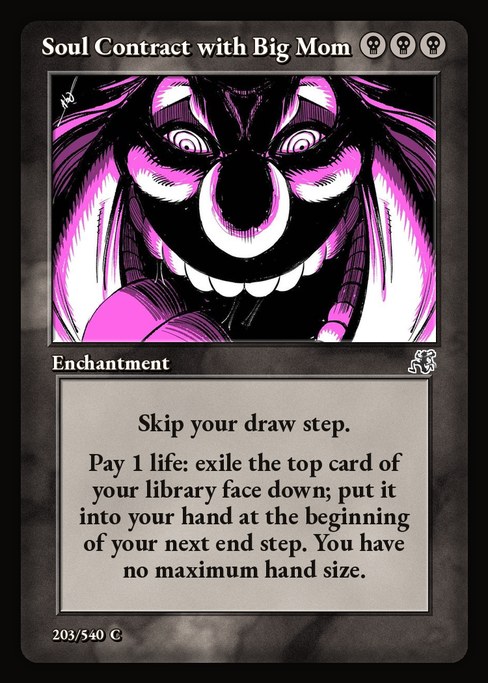 Soul Contract with Big Mom
Enchantment
Skip your draw step.
Pay 1 life: exile the top card of
your library face down; put it
into your hand at the beginning
of your next end step. You have
no maximum hand size.
203/540 C